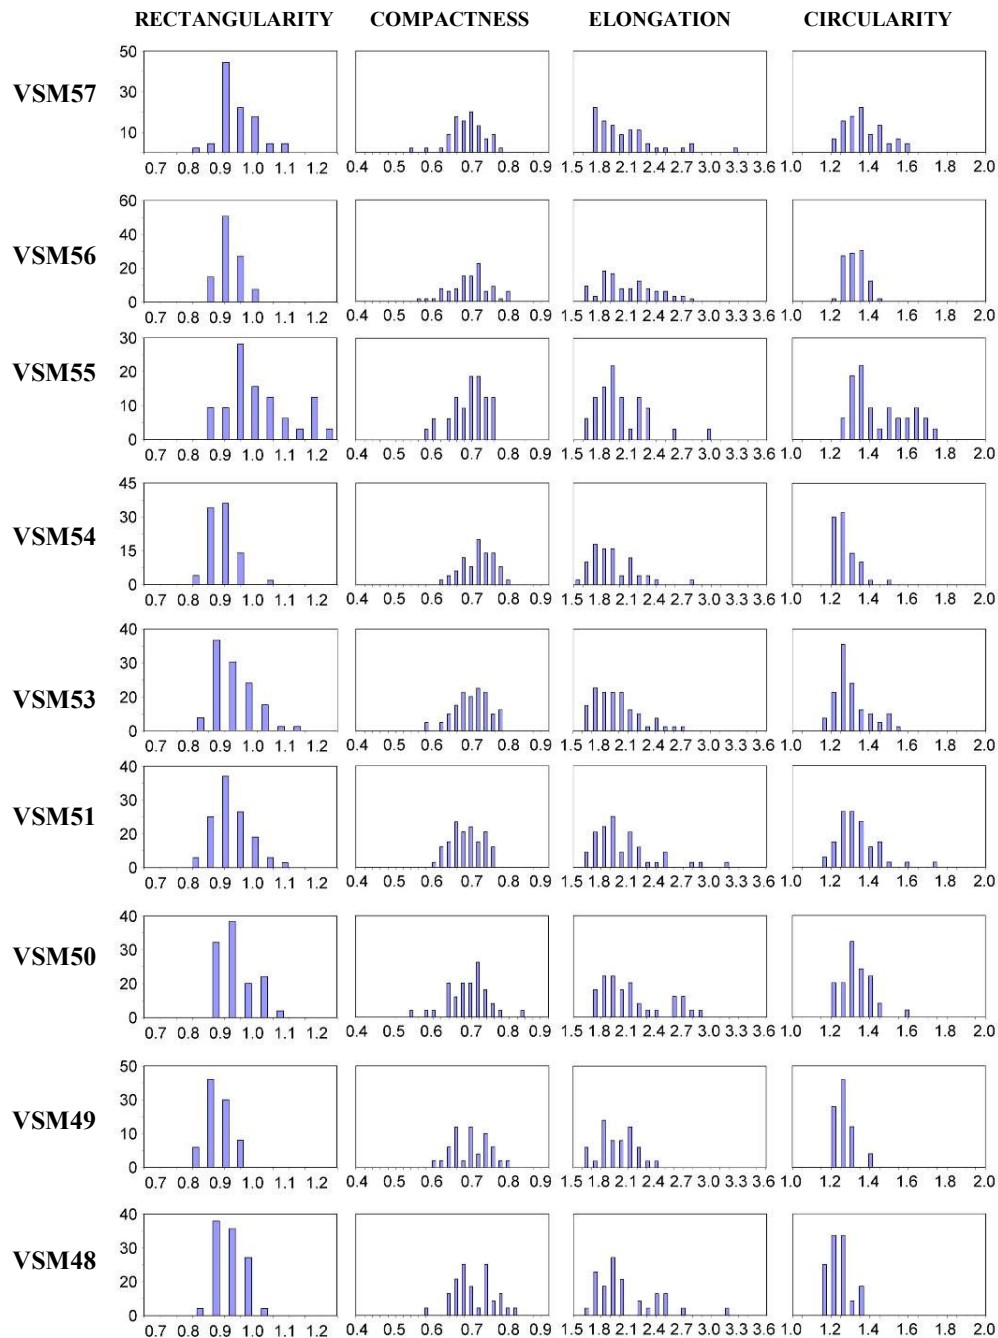 RECTANGULARITY COMPACTNESS ELONGATION CIRCULARITY
50
30
10
VSM57
0.7 0.8 0.9 1.0 1.1 1.2 0.4 0.5 0.6 0.7 0.8 0.9 1.5 1.8 2.1 2.4 2.7 3.0 3.3 3.6 1.0 1.2 1.4 1.6 1.8 2.0
60
40
20
0
VSM56
0.7 0.8 0.9 1.0 1.1 1.2 0.4 0.5 0.6 0.7 0.8 0.9 1.5 1.8 2.1 2.4 2.7 3.0 3.3 3.6 1.0 1.2 1.4 1.6 1.8 2.0
30
20
10
0
VSM55
0.7 0.8 0.9 1.0 1.1 1.2 0.4 0.5 0.6 0.7 0.8 0.9 1.5 1.8 2.1 2.4 2.7 3.0 3.3 3.6 1.0 1.2 1.4 1.6 1.8 2.0
45
30
15
0
VSM54
0.7 0.8 0.9 1.0 1.1 1.2 0.4 0.5 0.6 0.7 0.8 0.9 1.5 1.8 2.1 2.4 2.7 3.0 3.3 3.6 1.0 1.2 1.4 1.6 1.8 2.0
40
30
20
10
0
VSM53
0.7 0.8 0.9 1.0 1.1 1.2 0.4 0.5 0.6 0.7 0.8 0.9 1.5 1.8 2.1 2.4 2.7 3.0 3.3 3.6 1.0 1.2 1.4 1.6 1.8 2.0
40
30
20
10
0
VSM51
0.7 0.8 0.9 1.0 1.1 1.2 0.4 0.5 0.6 0.7 0.8 0.9 1.5 1.8 2.1 2.4 2.7 3.0 3.3 3.6 1.0 1.2 1.4 1.6 1.8 2.0
40
30
20
10
0
VSM50
0.7 0.8 0.9 1.0 1.1 1.2 0.4 0.5 0.6 0.7 0.8 0.9 1.5 1.8 2.1 2.4 2.7 3.0 3.3 3.6 1.0 1.2 1.4 1.6 1.8 2.0
50
30
20
10
0
VSM49
0.7 0.8 0.9 1.0 1.1 1.2 0.4 0.5 0.6 0.7 0.8 0.9 1.5 1.8 2.1 2.4 2.7 3.0 3.3 3.6 1.0 1.2 1.4 1.6 1.8 2.0
40
30
20
10
0
VSM48
0.7 0.8 0.9 1.0 1.1 1.2 0.4 0.5 0.6 0.7 0.8 0.9 1.5 1.8 2.1 2.4 2.7 3.0 3.3 3.6 1.0 1.2 1.4 1.6 1.8 2.0